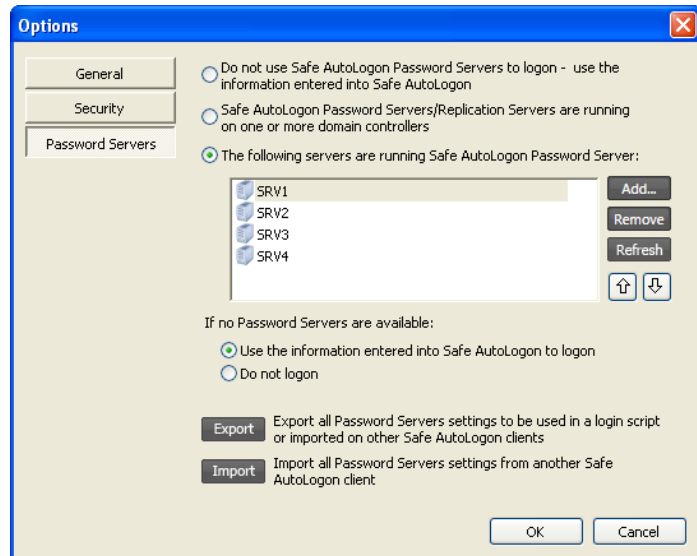 Options
General
Security
Password Servers
Do not use Safe AutoLogon Password Servers to logon - use the
information entered into Safe AutoLogon
Safe AutoLogon Password Servers/Replication Servers are running
on one or more domain controllers
The following servers are running Safe AutoLogon Password Server:
SRV1
SRV2
SRV3
SRV4
Add...
Remove
Refresh
If no Password Servers are available:
Use the information entered into Safe AutoLogon to logon
Do not logon
Export
Export all Password Servers settings to be used in a login script
or imported on other Safe AutoLogon clients
Import
Import all Password Servers settings from another Safe
AutoLogon client
OK
Cancel